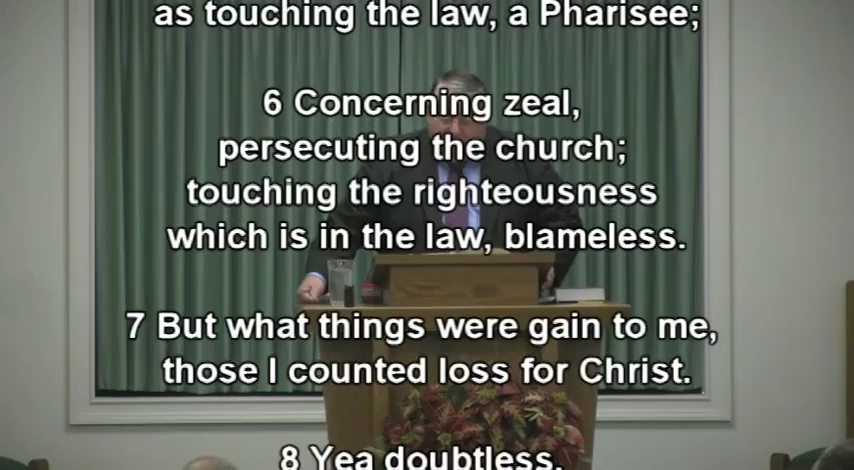 as touching the law, a Pharisee;
6 Concerning zeal,
persecuting the church;
touching the righteousness
which is in the law, blameless.
7 But what things were gain to me,
those I counted loss for Christ.
8 Yea doubtless,